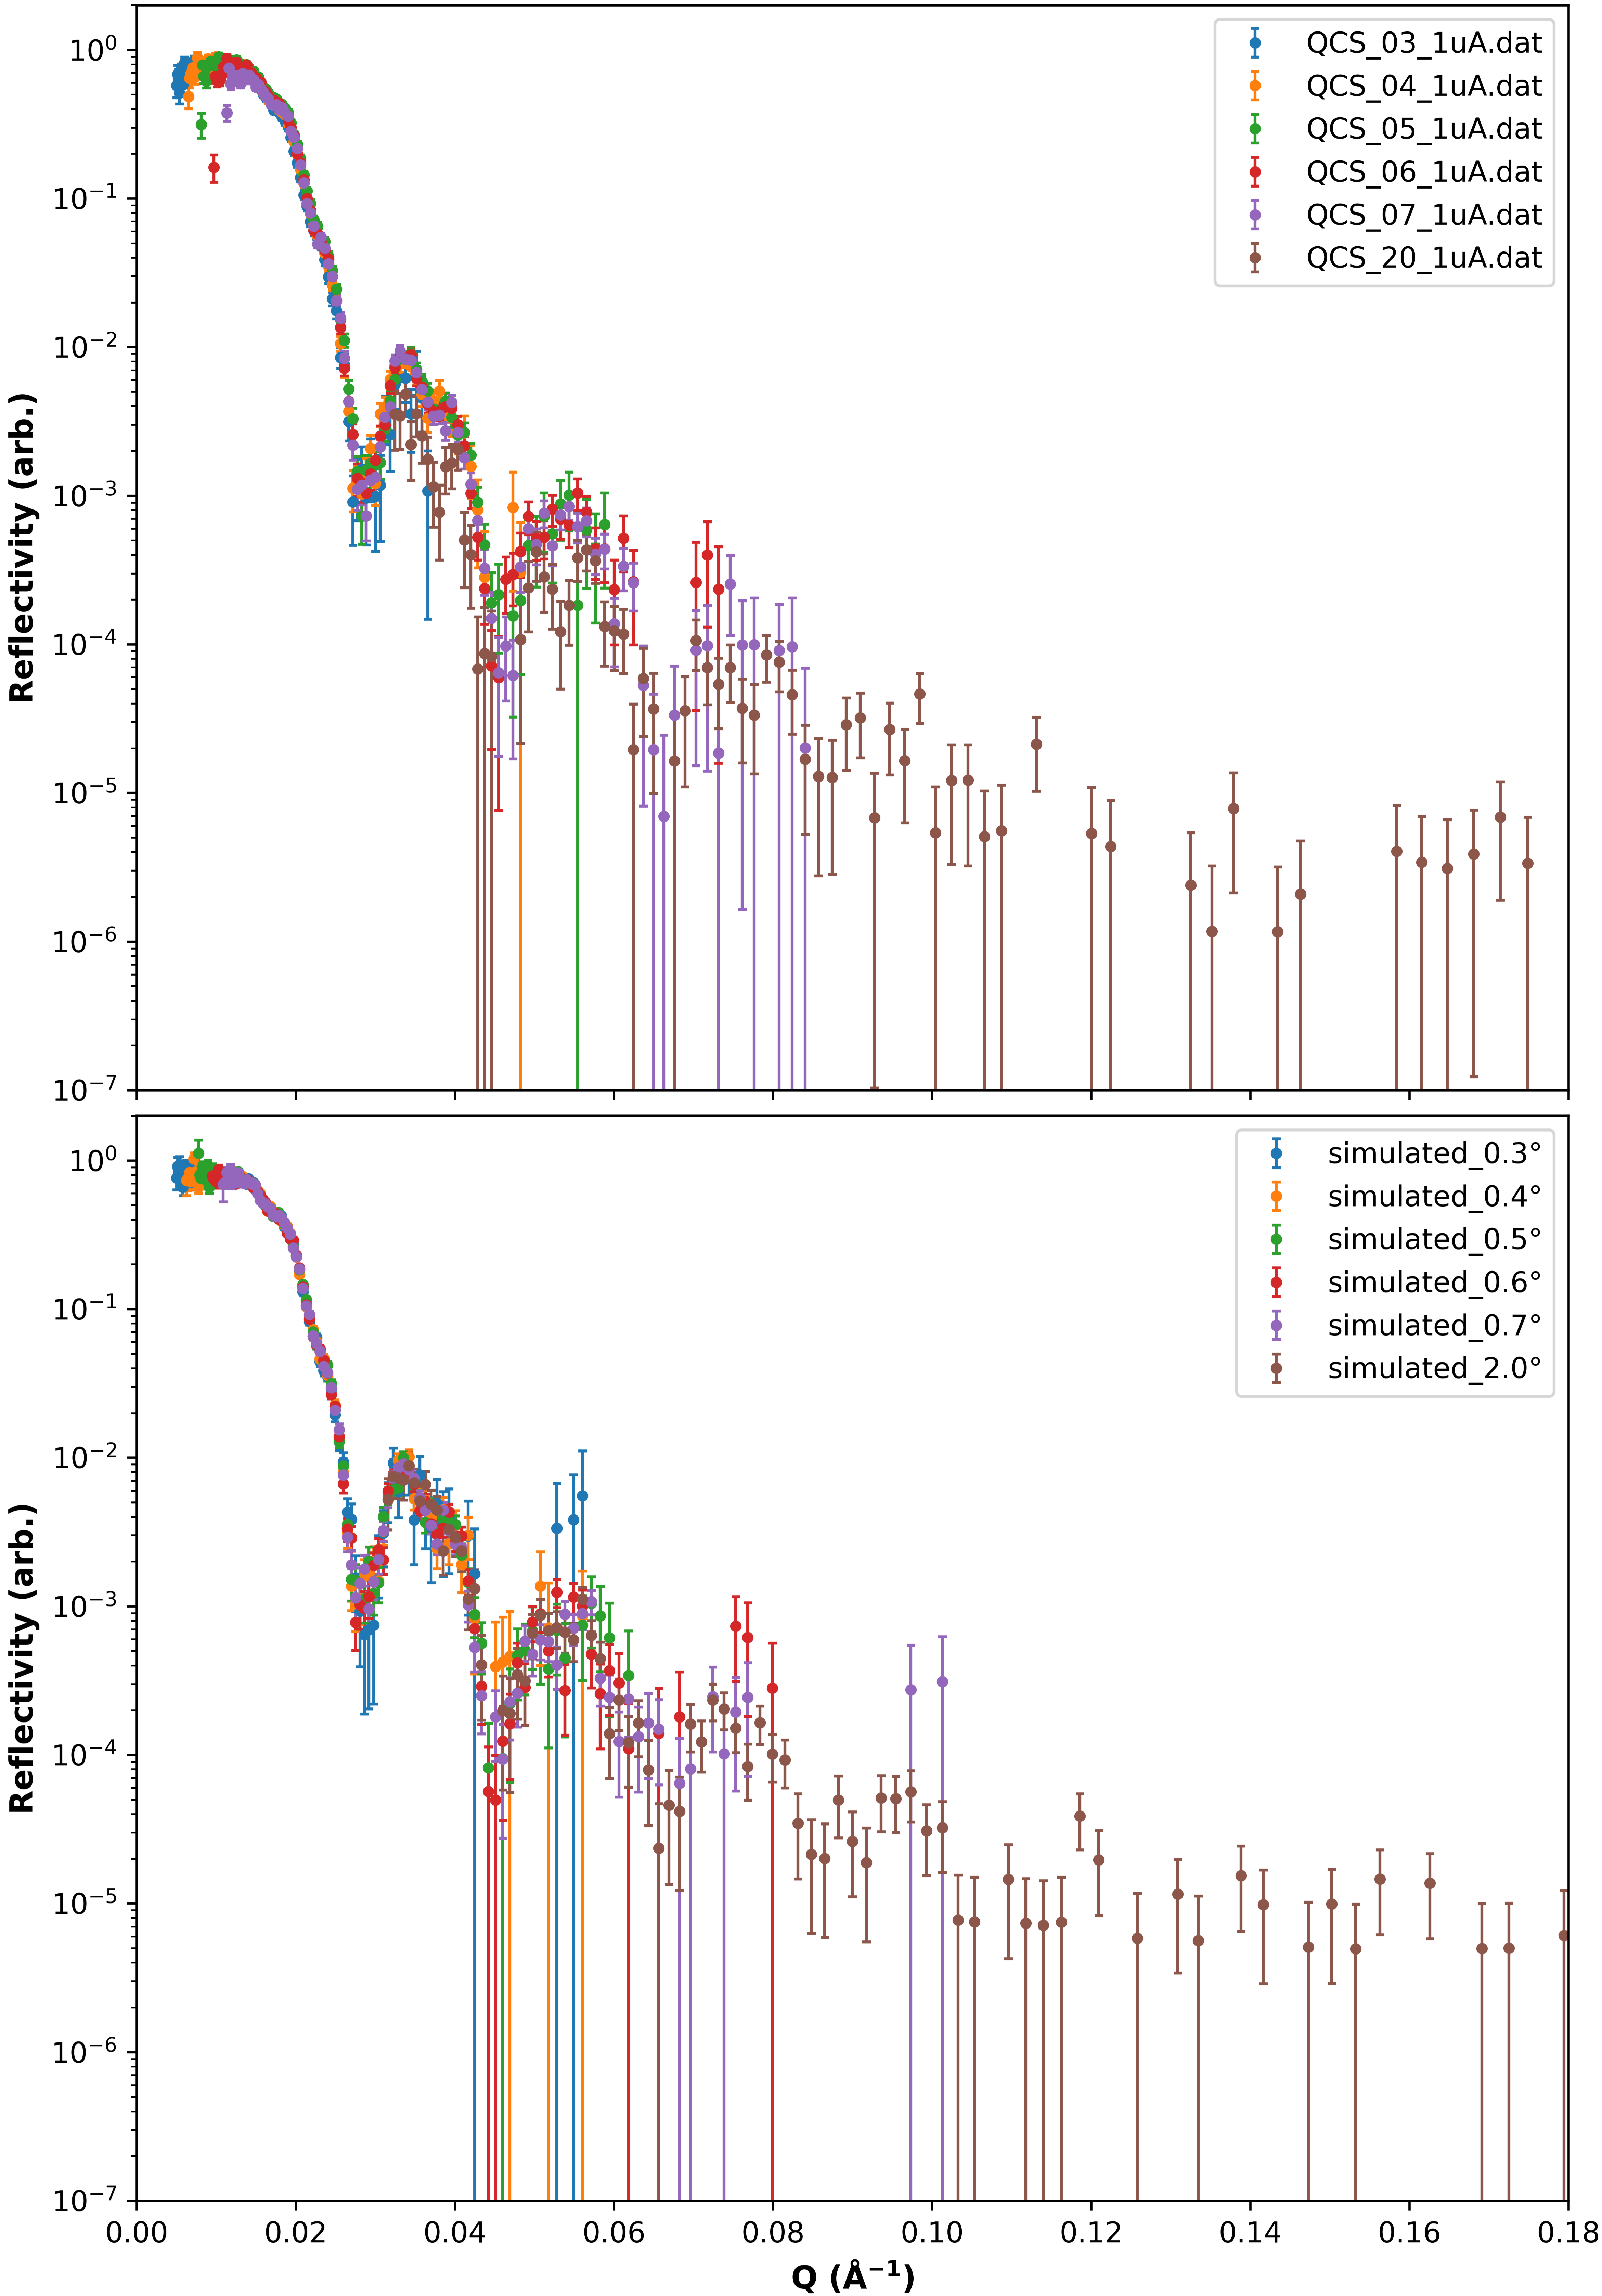 10⁰
10⁻¹
10⁻²
10⁻³
10⁻⁴
10⁻⁵
10⁻⁶
10⁻⁷
Reflectivity (arb.)
QCS_03_1uA.dat
QCS_04_1uA.dat
QCS_05_1uA.dat
QCS_06_1uA.dat
QCS_07_1uA.dat
QCS_20_1uA.dat
10⁰
10⁻¹
10⁻²
10⁻³
10⁻⁴
10⁻⁵
10⁻⁶
10⁻⁷
Reflectivity (arb.)
simulated_0.3°
simulated_0.4°
simulated_0.5°
simulated_0.6°
simulated_0.7°
simulated_2.0°
0.00 0.02 0.04 0.06 0.08 0.10 0.12 0.14 0.16 0.18
Q (Å⁻¹)